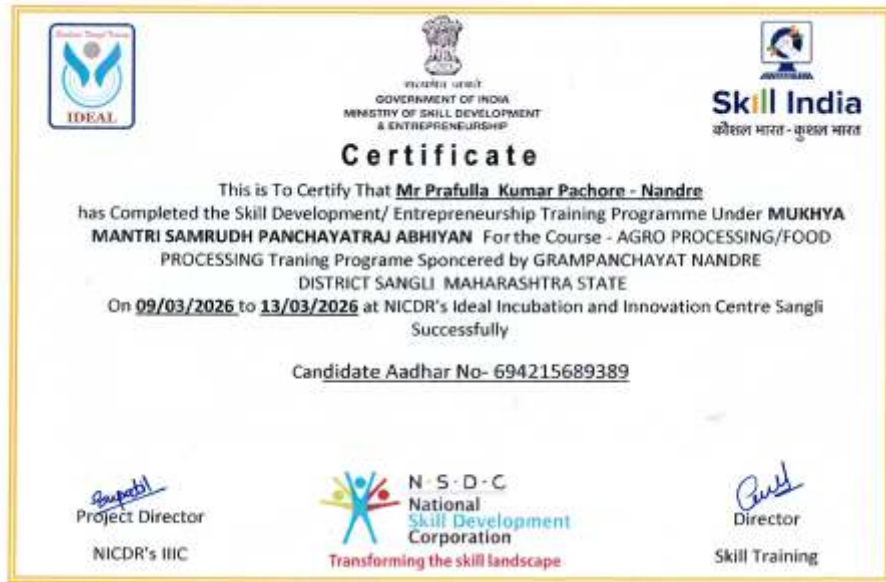 IDEAL
सत्यमेव जयते
GOVERNMENT OF INDIA
MINISTRY OF SKILL DEVELOPMENT
& ENTREPRENEURSHIP
Skill India
कौशल भारत - कुशल भारत
Certificate
This is To Certify That Mr Prafulla Kumar Pachore - Nandre
has Completed the Skill Development/ Entrepreneurship Training Programme Under MUKHYA
MANTRI SAMRUDH PANCHAYATRAJ ABHIYAN For the Course - AGRO PROCESSING/FOOD
PROCESSING Traning Programe Sponcered by GRAMPANCHAYAT NANDRE
DISTRICT SANGLI MAHARASHTRA STATE
On 09/03/2026 to 13/03/2026 at NICDR's Ideal Incubation and Innovation Centre Sangli
Successfully
Candidate Aadhar No- 694215689389
Project Director
NICDR's IIIC
N·S·D·C
National
Skill Development
Corporation
Transforming the skill landscape
Director
Skill Training